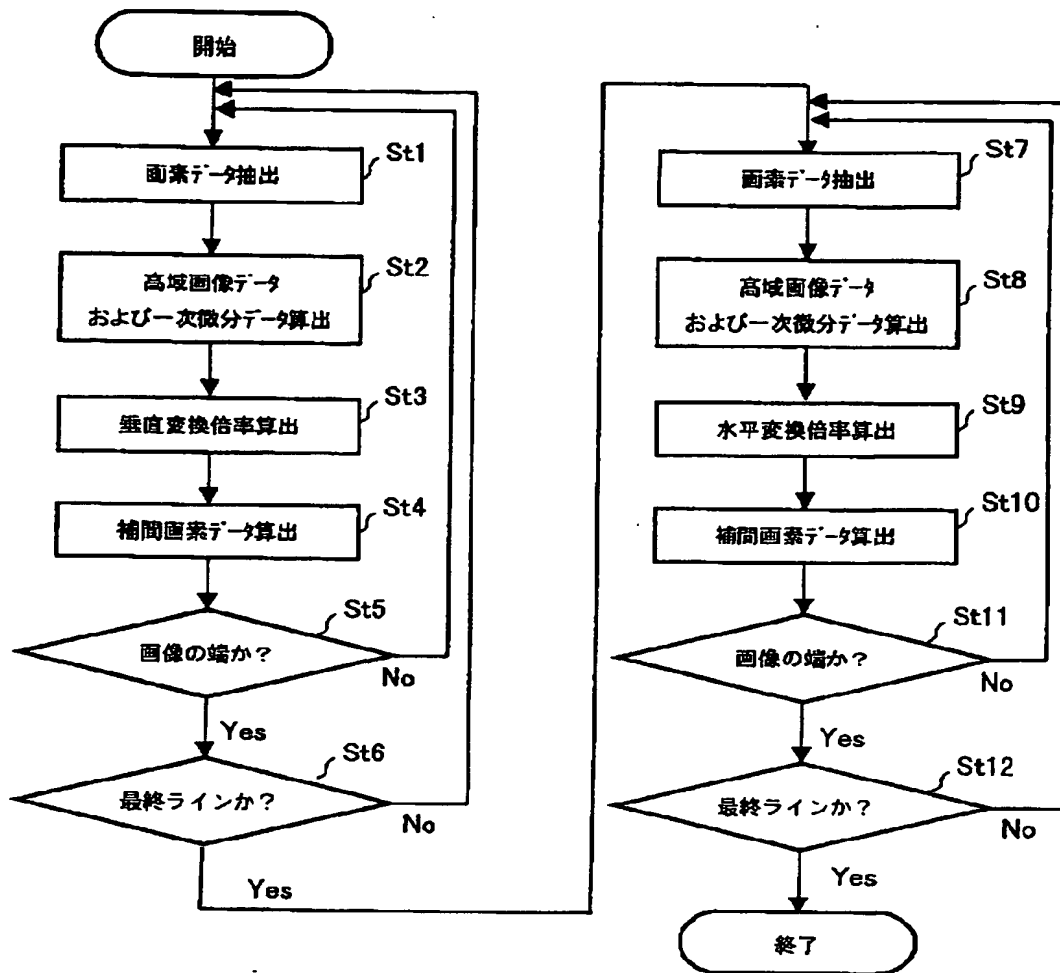 開始
St1
画素データ抽出
St2
高域画像データ
および一次微分データ算出
St3
垂直変換倍率算出
St4
補間画素データ算出
St5
画像の端か？
No
Yes
St6
最終ラインか？
No
Yes
St7
画素データ抽出
St8
高域画像データ
および一次微分データ算出
St9
水平変換倍率算出
St10
補間画素データ算出
St11
画像の端か？
No
Yes
St12
最終ラインか？
No
Yes
終了